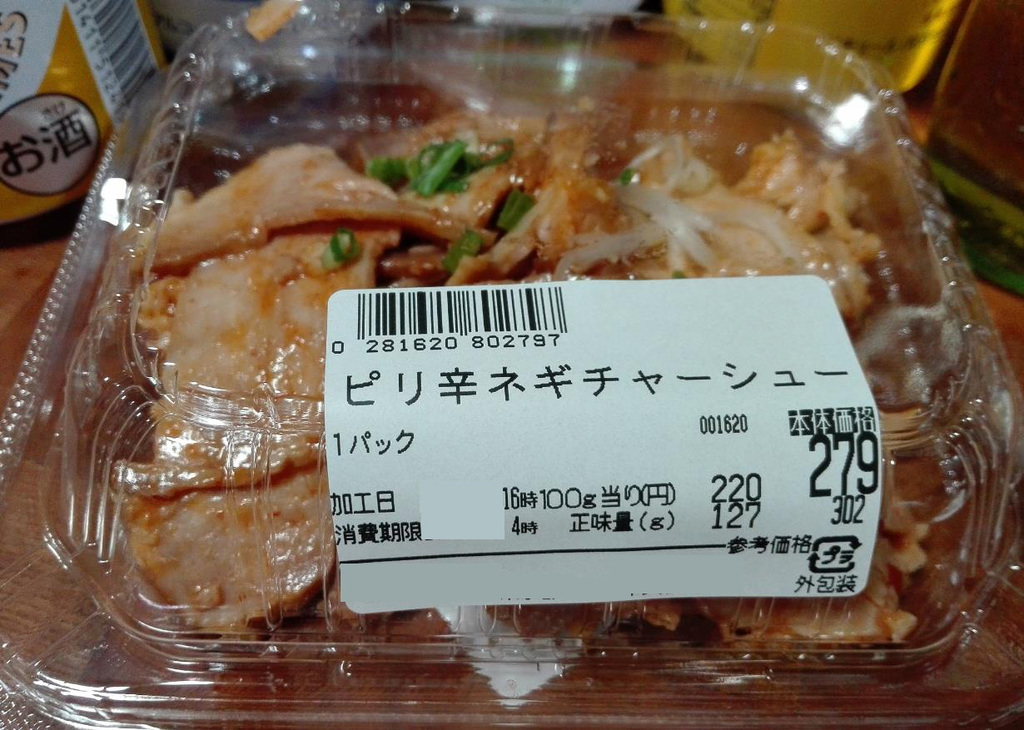 お酒
0 281620 802797
ピリ辛ネギチャーシュー
1パック
001620
本体価格
279
302
加工日 16時 100g当り(円) 220
消費期限 4時 正味量(g) 127
参考価格
プラ
外包装